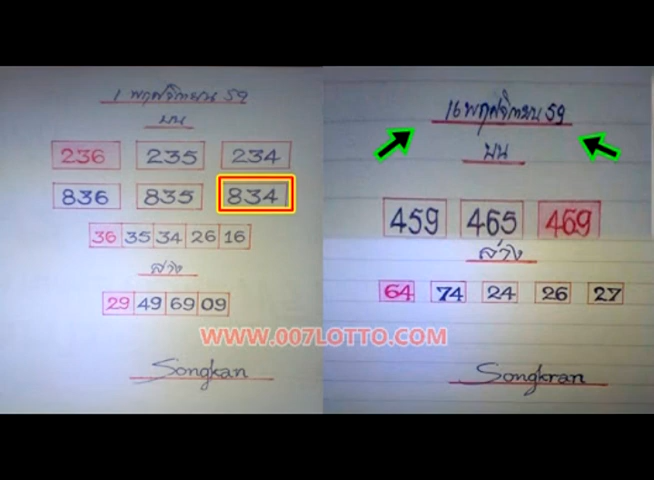 1 พฤศจิกายน 59
บน
236 235 234
836 835 834
36 35 34 26 16
ล่าง
29 49 69 09
Songkan
16 พฤศจิกายน 59
บน
459 465 469
ล่าง
64 74 24 26 27
Songkran
WWW.007LOTTO.COM